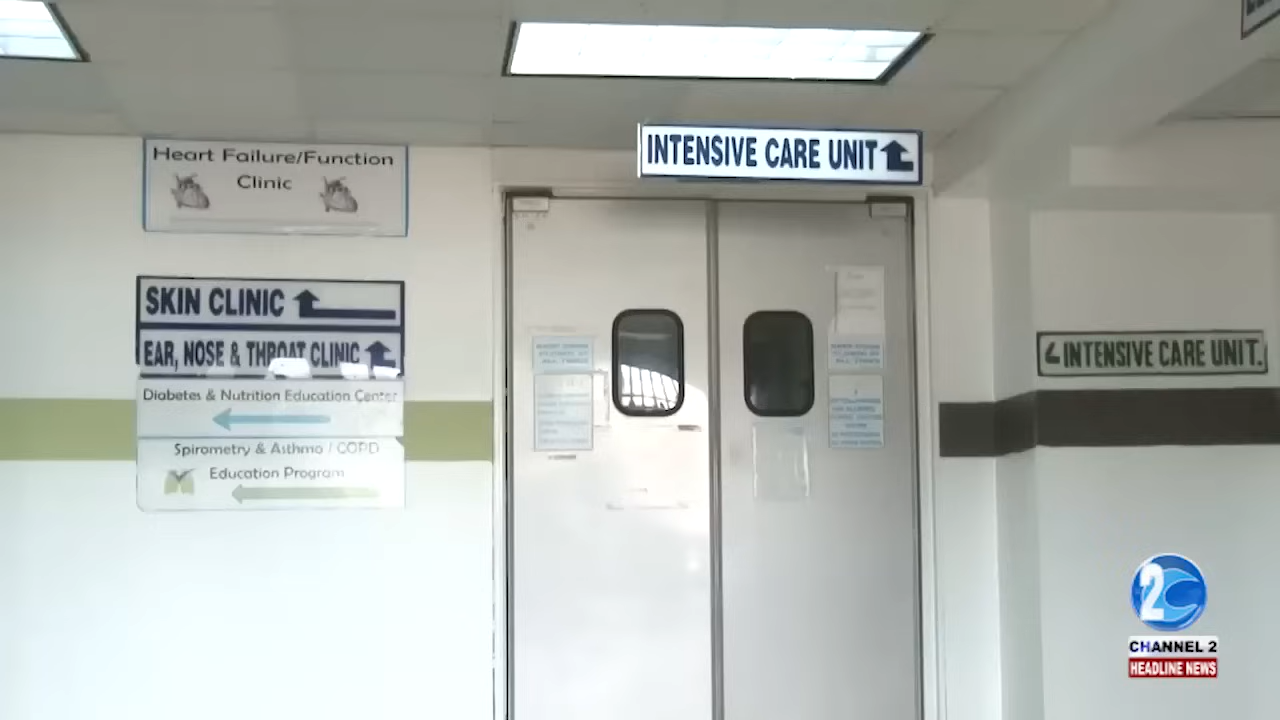 Heart Failure/Function
Clinic
INTENSIVE CARE UNIT
SKIN CLINIC
EAR, NOSE & THROAT CLINIC
Diabetes & Nutrition Education Center
Spirometry & Asthma / COPD
Education Program
INTENSIVE CARE UNIT.
2
CHANNEL 2
HEADLINE NEWS